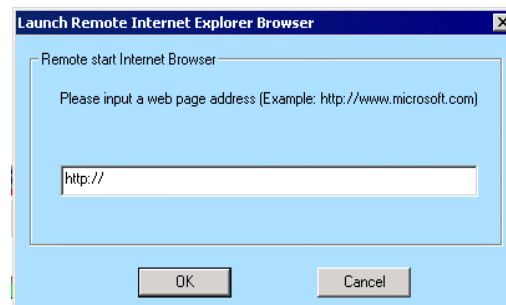 Launch Remote Internet Explorer Browser
Remote start Internet Browser
Please input a web page address (Example: http://www.microsoft.com)
http://
OK Cancel